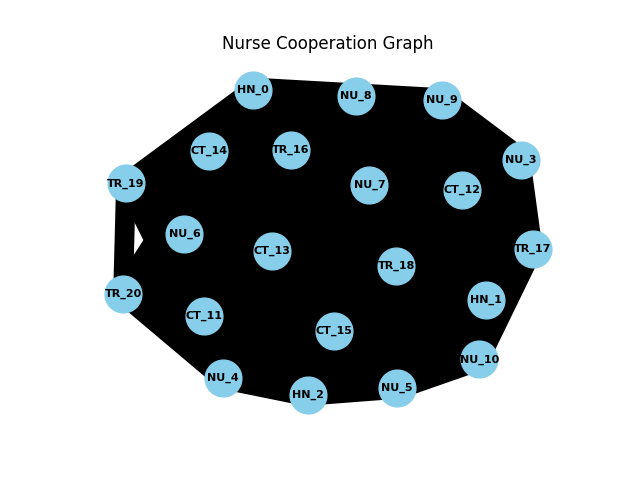 Nurse Cooperation Graph
HN_0
NU_8
NU_9
CT_14
TR_16
NU_3
TR_19
NU_7
CT_12
NU_6
CT_13
TR_17
TR_18
TR_20
HN_1
CT_11
CT_15
NU_10
NU_4
HN_2
NU_5